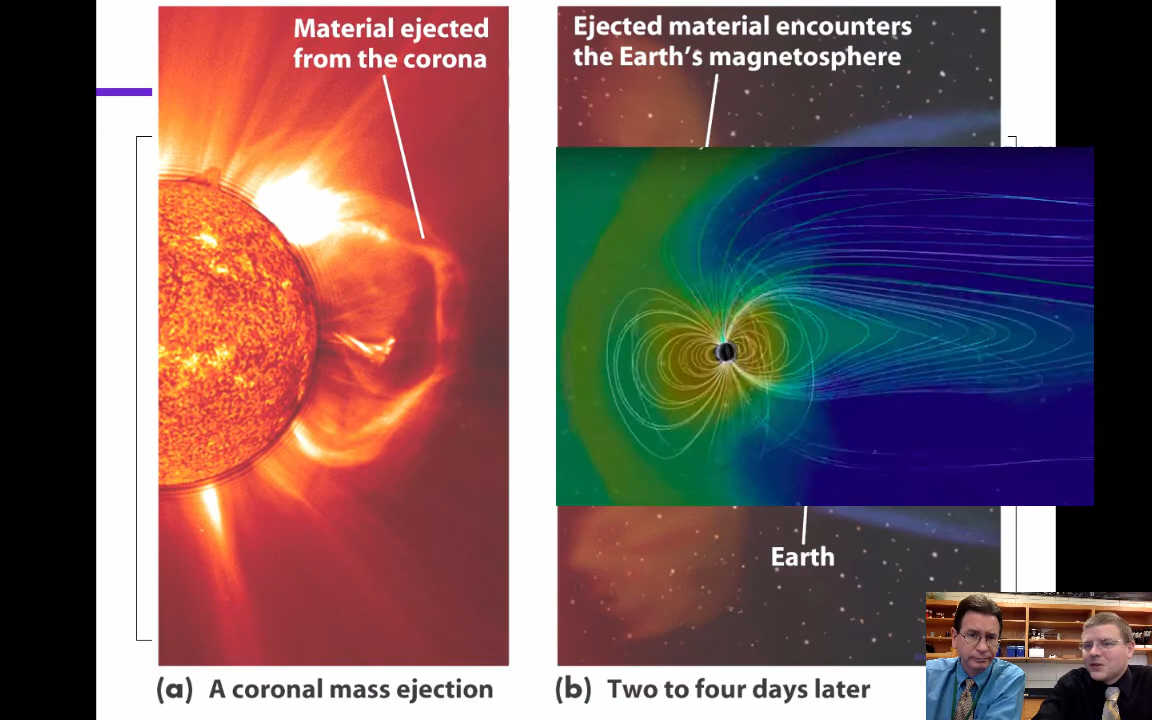 Material ejected
from the corona
Ejected material encounters
the Earth's magnetosphere
Earth
(a) A coronal mass ejection
(b) Two to four days later